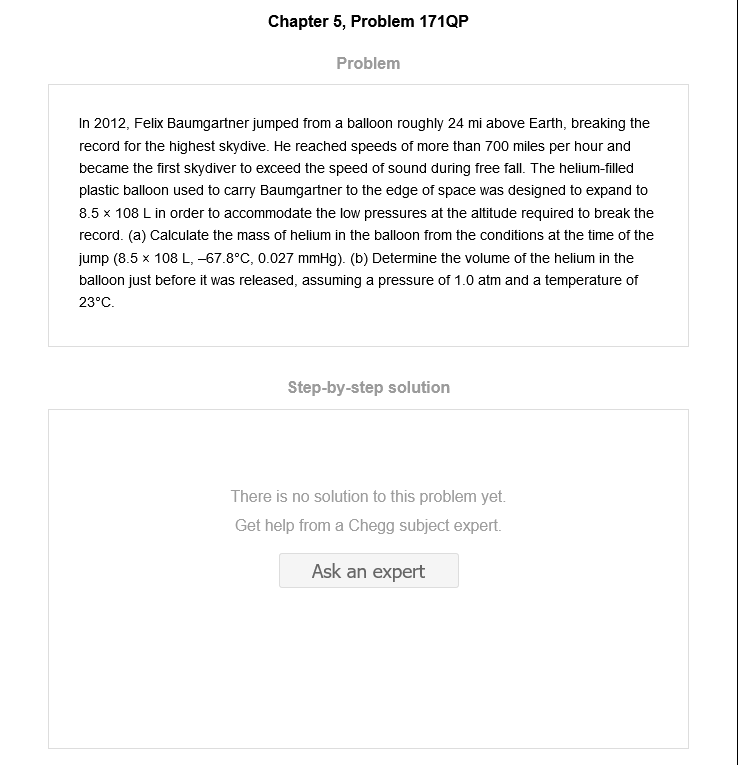 Chapter 5, Problem 171QP
Problem
In 2012, Felix Baumgartner jumped from a balloon roughly 24 mi above Earth, breaking the
record for the highest skydive. He reached speeds of more than 700 miles per hour and
became the first skydiver to exceed the speed of sound during free fall. The helium-filled
plastic balloon used to carry Baumgartner to the edge of space was designed to expand to
8.5 × 108 L in order to accommodate the low pressures at the altitude required to break the
record. (a) Calculate the mass of helium in the balloon from the conditions at the time of the
jump (8.5 × 108 L, –67.8°C, 0.027 mmHg). (b) Determine the volume of the helium in the
balloon just before it was released, assuming a pressure of 1.0 atm and a temperature of
23°C.
Step-by-step solution
There is no solution to this problem yet.
Get help from a Chegg subject expert.
Ask an expert